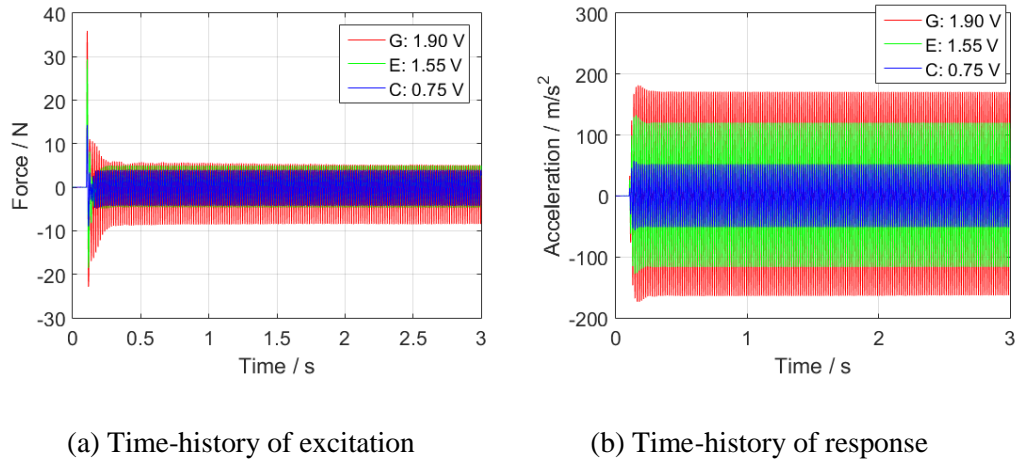 40
30
20
10
0
-10
-20
-30
Force / N
G: 1.90 V
E: 1.55 V
C: 0.75 V
0 0.5 1 1.5 2 2.5 3
Time / s
300
200
100
0
-100
-200
Acceleration / m/s²
G: 1.90 V
E: 1.55 V
C: 0.75 V
0 1 2 3
Time / s
(a) Time-history of excitation
(b) Time-history of response